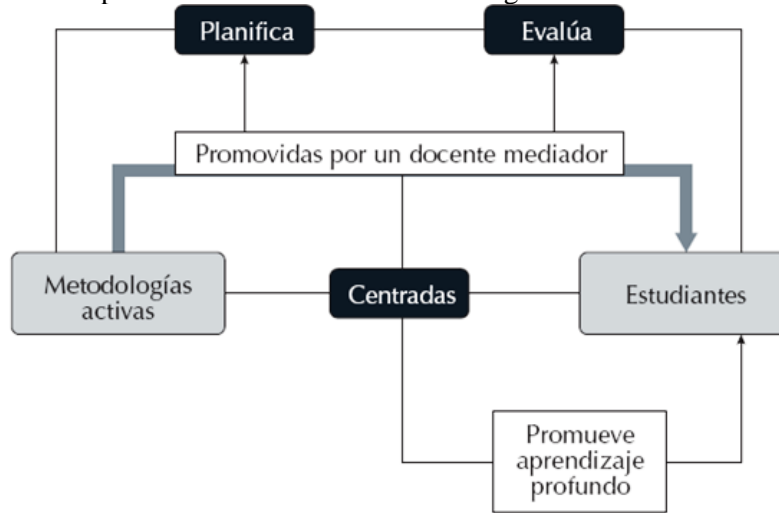 Planifica
Evalúa
Promovidas por un docente mediador
Metodologías
activas
Centradas
Estudiantes
Promueve
aprendizaje
profundo